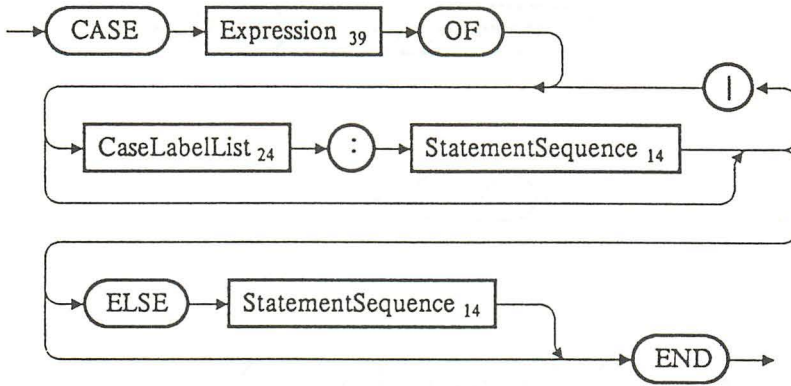 CASE Expression 39 OF
|
CaseLabelList 24 : StatementSequence 14
ELSE StatementSequence 14
END